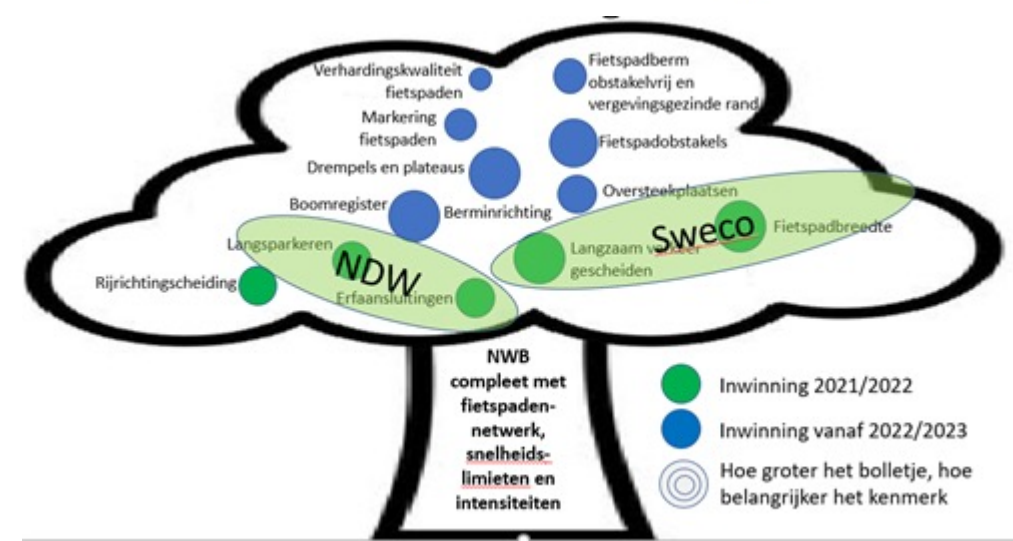 Verhardingskwaliteit
fietspaden
Fietspadberm
obstakelvrij en
vergevingsgezinde rand
Markering
fietspaden
Fietspadobstakels
Drempels en plateaus
Oversteekplaatsen
Boomregister
Berminrichting
Sweco
Fietspadbreedte
Langsparkeren
Langzaam verkeer
gescheiden
NDW
Rijrichtingscheiding
Erfaansluitingen
NWB
compleet met
fietspaden-
netwerk,
snelheids-
limieten en
intensiteiten
Inwinning 2021/2022
Inwinning vanaf 2022/2023
Hoe groter het bolletje, hoe
belangrijker het kenmerk